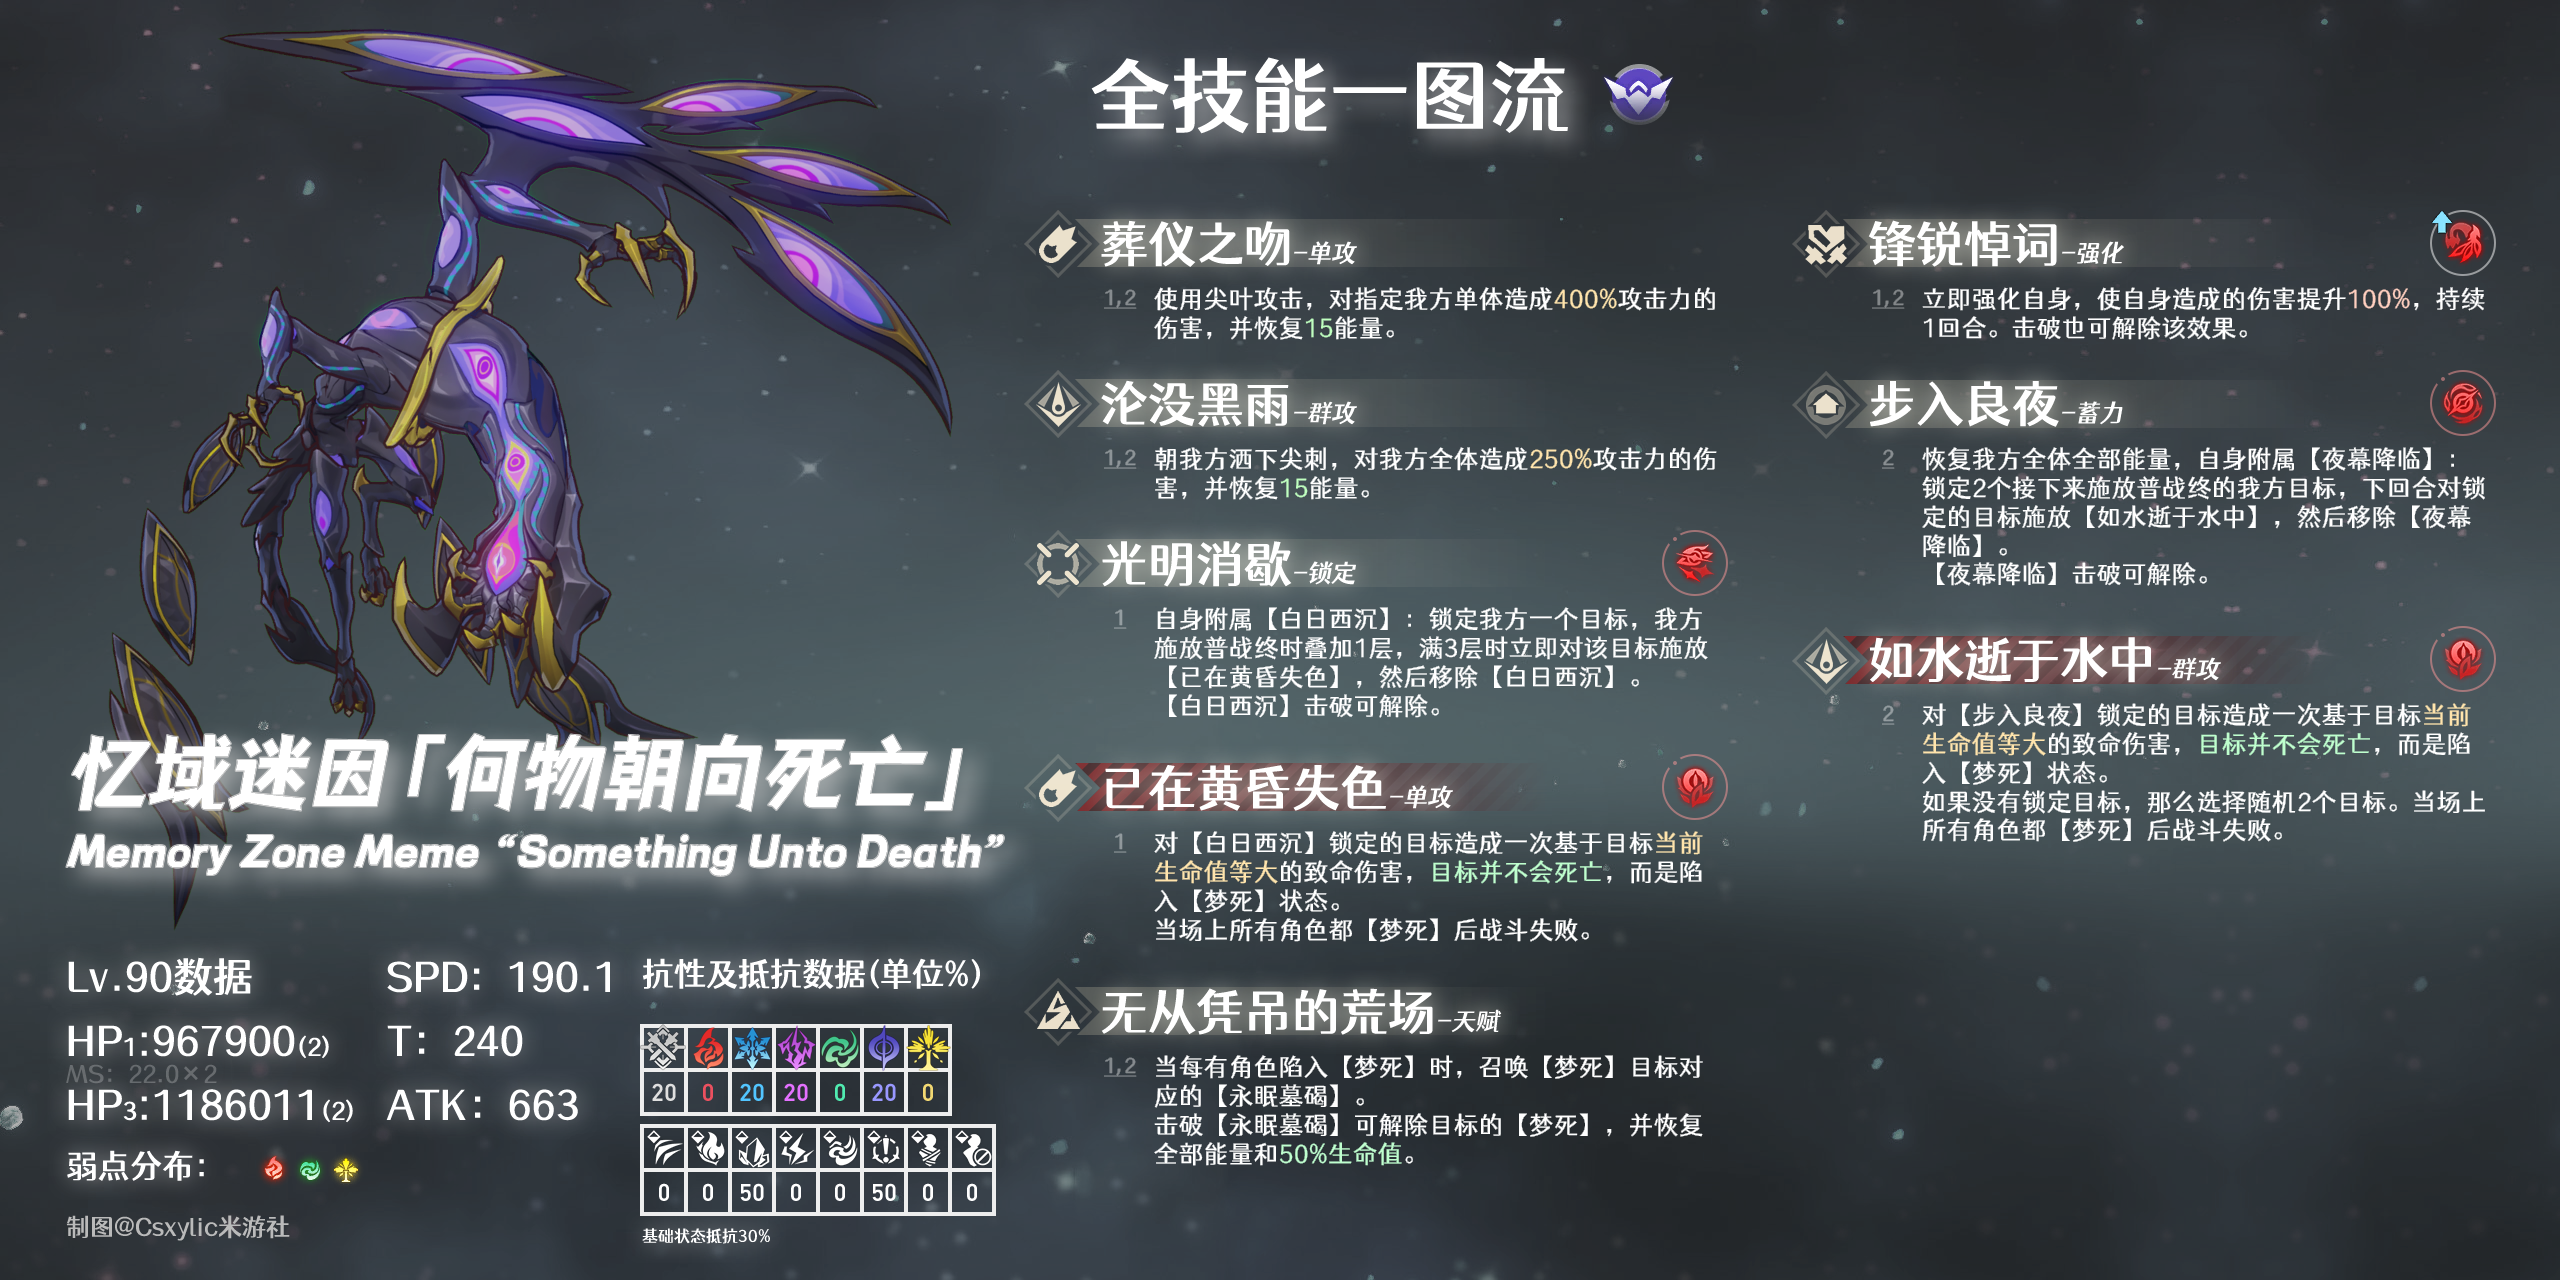 全技能一图流
忆域迷因「何物朝向死亡」
Memory Zone Meme “Something Unto Death”
Lv.90数据
SPD: 190.1
HP1:967900(2)
T: 240
MS: 22.0×2
HP3:1186011(2)
ATK: 663
弱点分布:
制图@Csxylic米游社
抗性及抵抗数据(单位%)
20 0 20 20 0 20 0
0 0 50 0 0 50 0 0
基础状态抵抗30%
葬仪之吻-单攻
1,2 使用尖叶攻击，对指定我方单体造成400%攻击力的
伤害，并恢复15能量。
沦没黑雨-群攻
1,2 朝我方洒下尖刺，对我方全体造成250%攻击力的伤
害，并恢复15能量。
光明消歇-锁定
1 自身附属【白日西沉】：锁定我方一个目标，我方
施放普战终时叠加1层，满3层时立即对该目标施放
【已在黄昏失色】，然后移除【白日西沉】。
【白日西沉】击破可解除。
已在黄昏失色-单攻
1 对【白日西沉】锁定的目标造成一次基于目标当前
生命值等大的致命伤害，目标并不会死亡，而是陷
入【梦死】状态。
当场上所有角色都【梦死】后战斗失败。
无从凭吊的荒场-天赋
1,2 当每有角色陷入【梦死】时，召唤【梦死】目标对
应的【永眠墓碣】。
击破【永眠墓碣】可解除目标的【梦死】，并恢复
全部能量和50%生命值。
锋锐悼词-强化
1,2 立即强化自身，使自身造成的伤害提升100%，持续
1回合。击破也可解除该效果。
步入良夜-蓄力
2 恢复我方全体全部能量，自身附属【夜幕降临】：
锁定2个接下来施放普战终的我方目标，下回合对锁
定的目标施放【如水逝于水中】，然后移除【夜幕
降临】。
【夜幕降临】击破可解除。
如水逝于水中-群攻
2 对【步入良夜】锁定的目标造成一次基于目标当前
生命值等大的致命伤害，目标并不会死亡，而是陷
入【梦死】状态。
如果没有锁定目标，那么选择随机2个目标。当场上
所有角色都【梦死】后战斗失败。